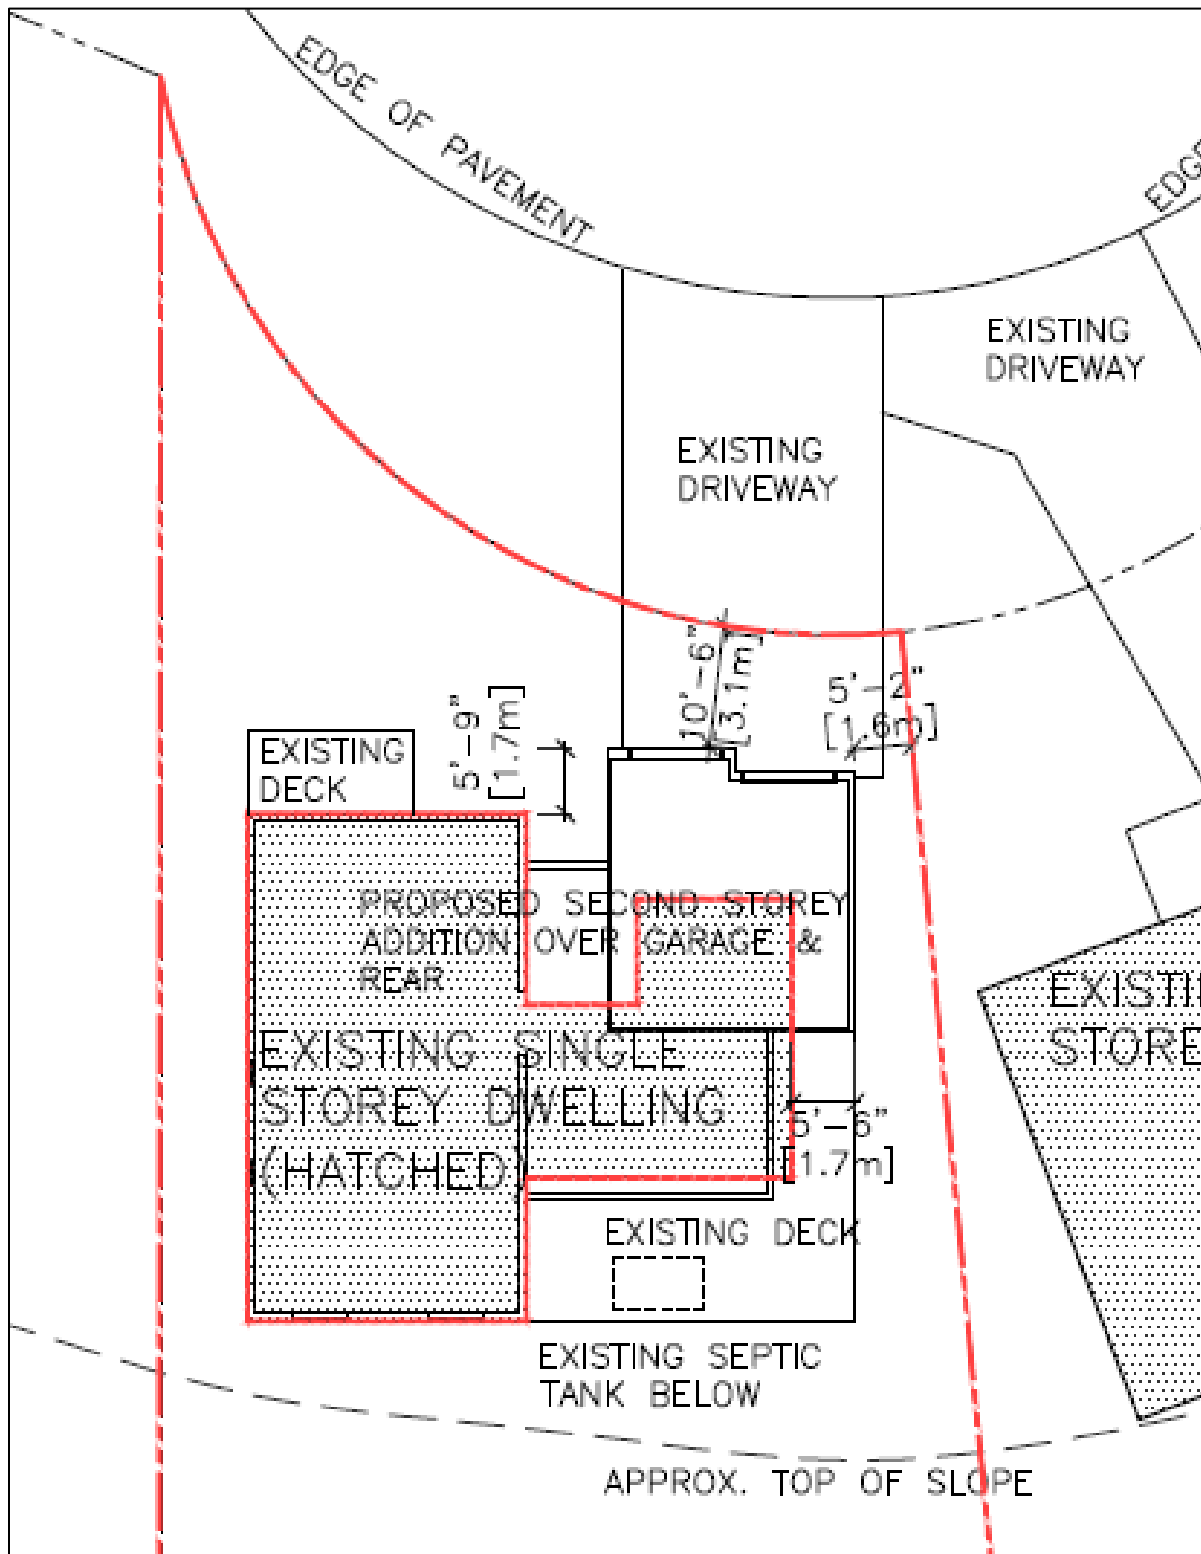 EDGE OF PAVEMENT
EDGE
EXISTING
DRIVEWAY
EXISTING
DRIVEWAY
10'-6"
[3.1m]
5'-2"
[1.6m]
5'-9"
[1.7m]
EXISTING
DECK
PROPOSED SECOND STOREY
ADDITION OVER GARAGE &
REAR
EXISTING SINGLE
STOREY DWELLING
(HATCHED)
EXISTI
STORE
5'-6"
[1.7m]
EXISTING DECK
EXISTING SEPTIC
TANK BELOW
APPROX. TOP OF SLOPE